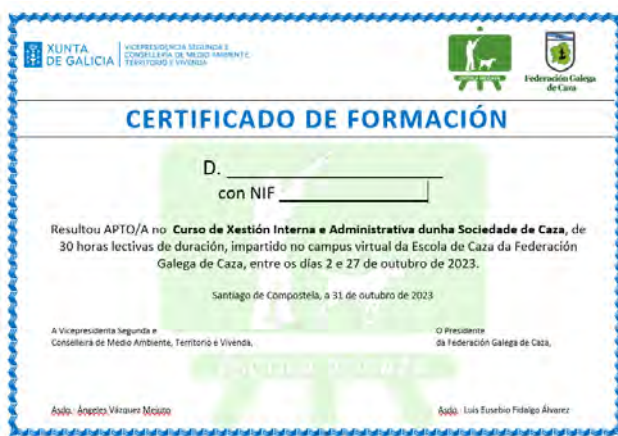 XUNTA
DE GALICIA
VICEPRESIDENCIA SEGUNDA E
CONSELLERÍA DE MEDIO AMBIENTE,
TERRITORIO E VIVENDA
ESCOLA DE CAZA
Federación Galega
de Caza
CERTIFICADO DE FORMACIÓN
D.
con NIF
Resultou APTO/A no Curso de Xestión Interna e Administrativa dunha Sociedade de Caza, de
30 horas lectivas de duración, impartido no campus virtual da Escola de Caza da Federación
Galega de Caza, entre os días 2 e 27 de outubro de 2023.
Santiago de Compostela, a 31 de outubro de 2023
A Vicepresidenta Segunda e
Conselleira de Medio Ambiente, Territorio e Vivenda,
O Presidente
da Federación Galega de Caza,
Asdo.: Ángeles Vázquez Mejuto
Asdo.: Luis Eusebio Fidalgo Álvarez